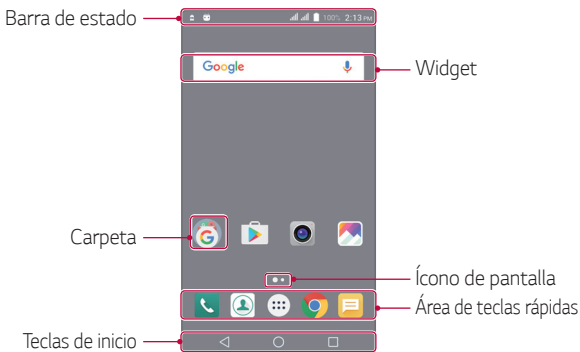 Barra de estado
100% 2:13 PM
Google
Widget
Carpeta
Ícono de pantalla
Área de teclas rápidas
Teclas de inicio